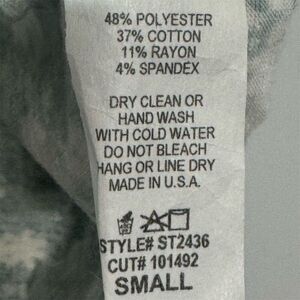 48% POLYESTER
37% COTTON
11% RAYON
4% SPANDEX
DRY CLEAN OR
HAND WASH
WITH COLD WATER
DO NOT BLEACH
HANG OR LINE DRY
MADE IN U.S.A.
STYLE# ST2436
CUT# 101492
SMALL